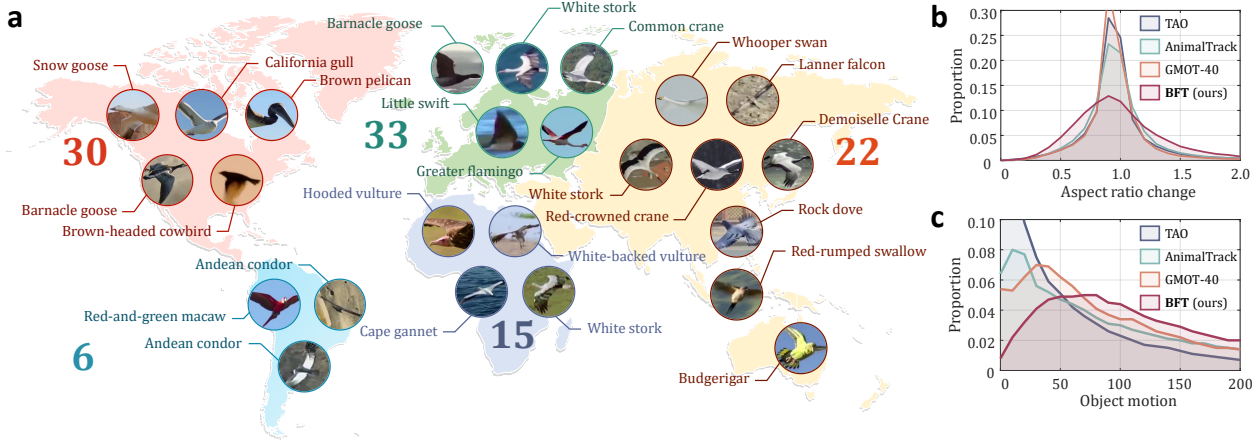 a
Snow goose
California gull
Brown pelican
30
Barnacle goose
Brown-headed cowbird
Barnacle goose
White stork
Common crane
Little swift
33
Greater flamingo
Whooper swan
Lanner falcon
Demoiselle Crane
22
White stork
Red-crowned crane
Rock dove
Red-rumped swallow
Budgerigar
Hooded vulture
White-backed vulture
Cape gannet
15
White stork
Andean condor
Red-and-green macaw
6
Andean condor
b
0.30
0.25
0.20
0.15
0.10
0.05
0
Proportion
TAO
AnimalTrack
GMOT-40
BFT (ours)
0
0.5
1.0
1.5
2.0
Aspect ratio change
c
0.10
0.08
0.06
0.04
0.02
0
Proportion
TAO
AnimalTrack
GMOT-40
BFT (ours)
0
50
100
150
200
Object motion